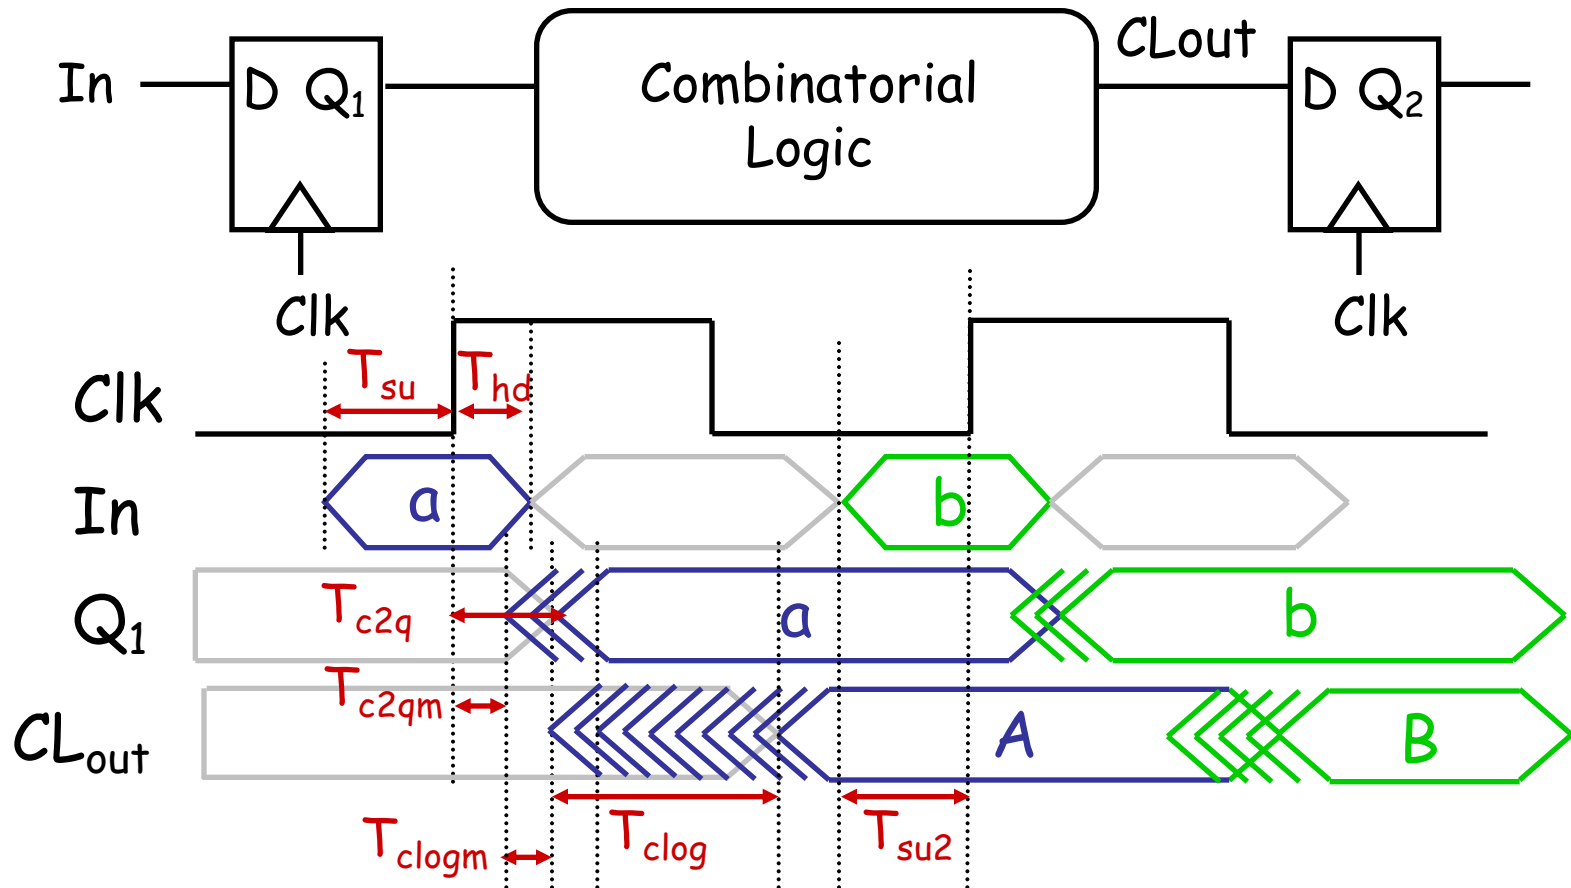 In
D Q1
Combinatorial
Logic
CLout
D Q2
Clk
Clk
Clk
Tsu
Thd
In
a
b
Q1
Tc2q
a
b
CLout
Tc2qm
A
B
Tclogm
Tclog
Tsu2